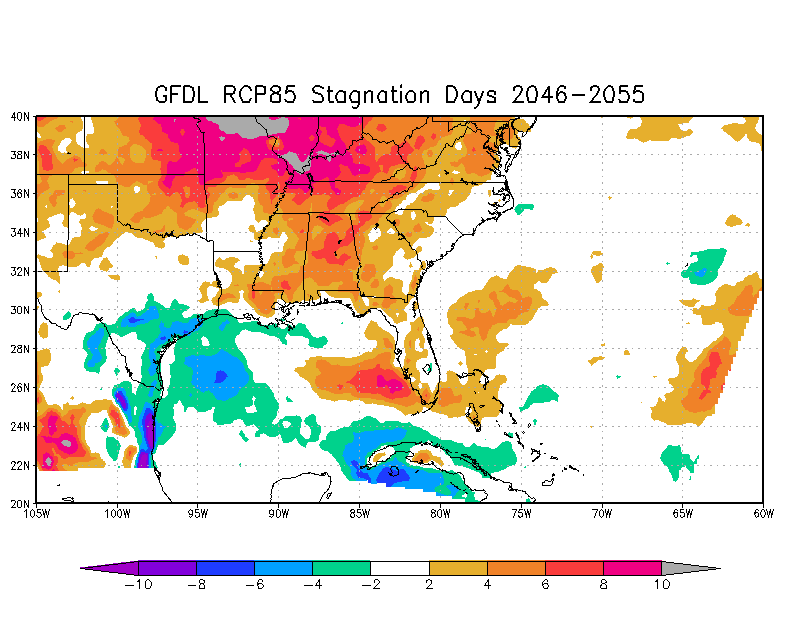 GFDL RCP85 Stagnation Days 2046−2055
40N
38N
36N
34N
32N
30N
28N
26N
24N
22N
20N
105W 100W 95W 90W 85W 80W 75W 70W 65W 60W
−10 −8 −6 −4 −2 2 4 6 8 10